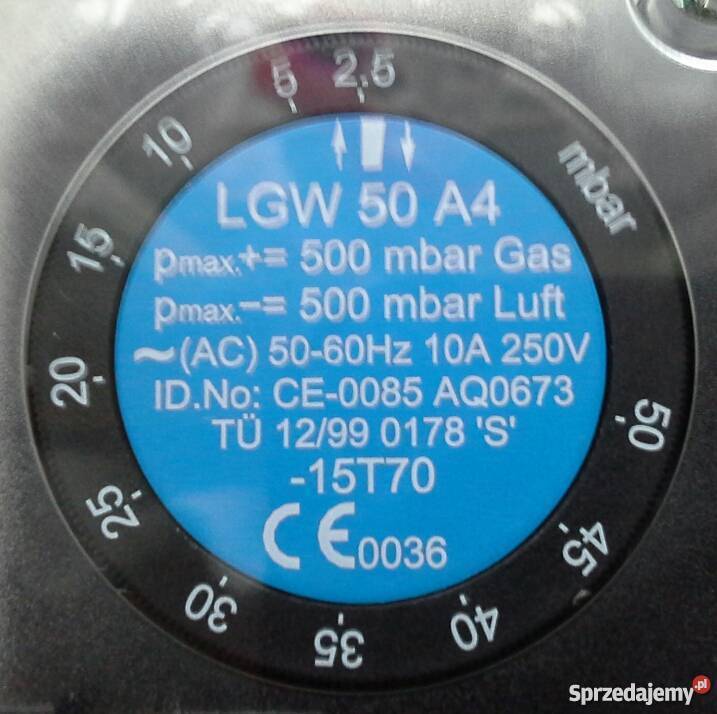 2.5
5
10
15
20
25
30
35
40
45
50
mbar
LGW 50 A4
pmax.+= 500 mbar Gas
pmax.-= 500 mbar Luft
~(AC) 50-60Hz 10A 250V
ID.No: CE-0085 AQ0673
TÜ 12/99 0178 'S'
-15T70
CE0036
Sprzedajemy.pl